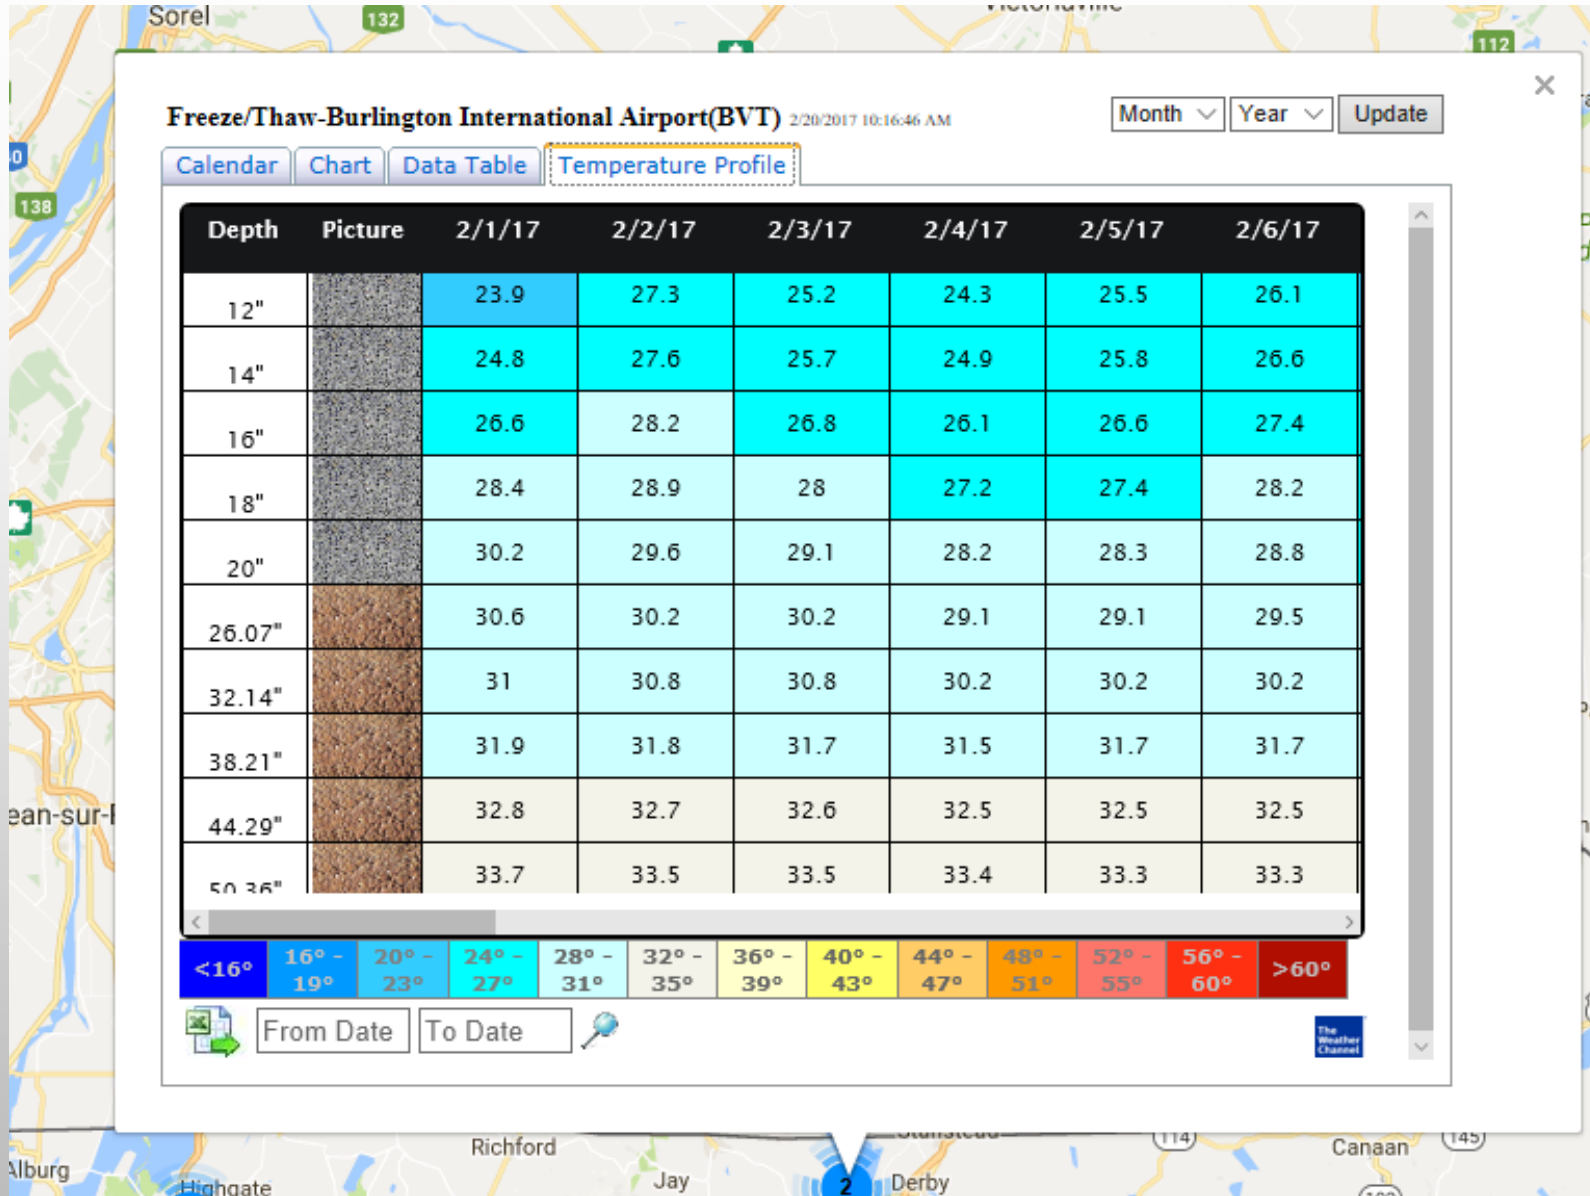 Sorel
132
112
138
Freeze/Thaw-Burlington International Airport(BVT) 2/20/2017 10:16:46 AM
Month Year Update
Calendar Chart Data Table Temperature Profile
Depth Picture 2/1/17 2/2/17 2/3/17 2/4/17 2/5/17 2/6/17
12" 23.9 27.3 25.2 24.3 25.5 26.1
14" 24.8 27.6 25.7 24.9 25.8 26.6
16" 26.6 28.2 26.8 26.1 26.6 27.4
18" 28.4 28.9 28 27.2 27.4 28.2
20" 30.2 29.6 29.1 28.2 28.3 28.8
26.07" 30.6 30.2 30.2 29.1 29.1 29.5
32.14" 31 30.8 30.8 30.2 30.2 30.2
38.21" 31.9 31.8 31.7 31.5 31.7 31.7
44.29" 32.8 32.7 32.6 32.5 32.5 32.5
50.36" 33.7 33.5 33.5 33.4 33.3 33.3
<16° 16° - 19° 20° - 23° 24° - 27° 28° - 31° 32° - 35° 36° - 39° 40° - 43° 44° - 47° 48° - 51° 52° - 55° 56° - 60° >60°
From Date To Date
The
Weather
Channel
ean-sur-
Richford
114
Canaan
145
Alburg
Highgate
Jay
2
Derby